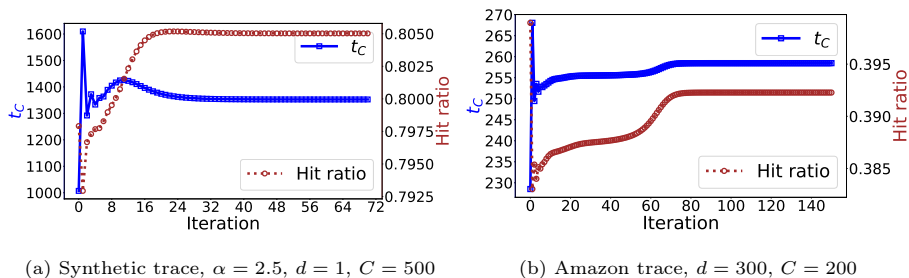 1600
1500
1400
1300
1200
1100
1000
t_C
0.8050
0.8025
0.8000
0.7975
0.7950
0.7925
Hit ratio
0 8 16 24 32 40 48 56 64 72
Iteration
t_C
Hit ratio
(a) Synthetic trace, α = 2.5, d = 1, C = 500
270
265
260
255
250
245
240
235
230
t_C
0.395
0.390
0.385
Hit ratio
0 20 40 60 80 100 120 140
Iteration
t_C
Hit ratio
(b) Amazon trace, d = 300, C = 200